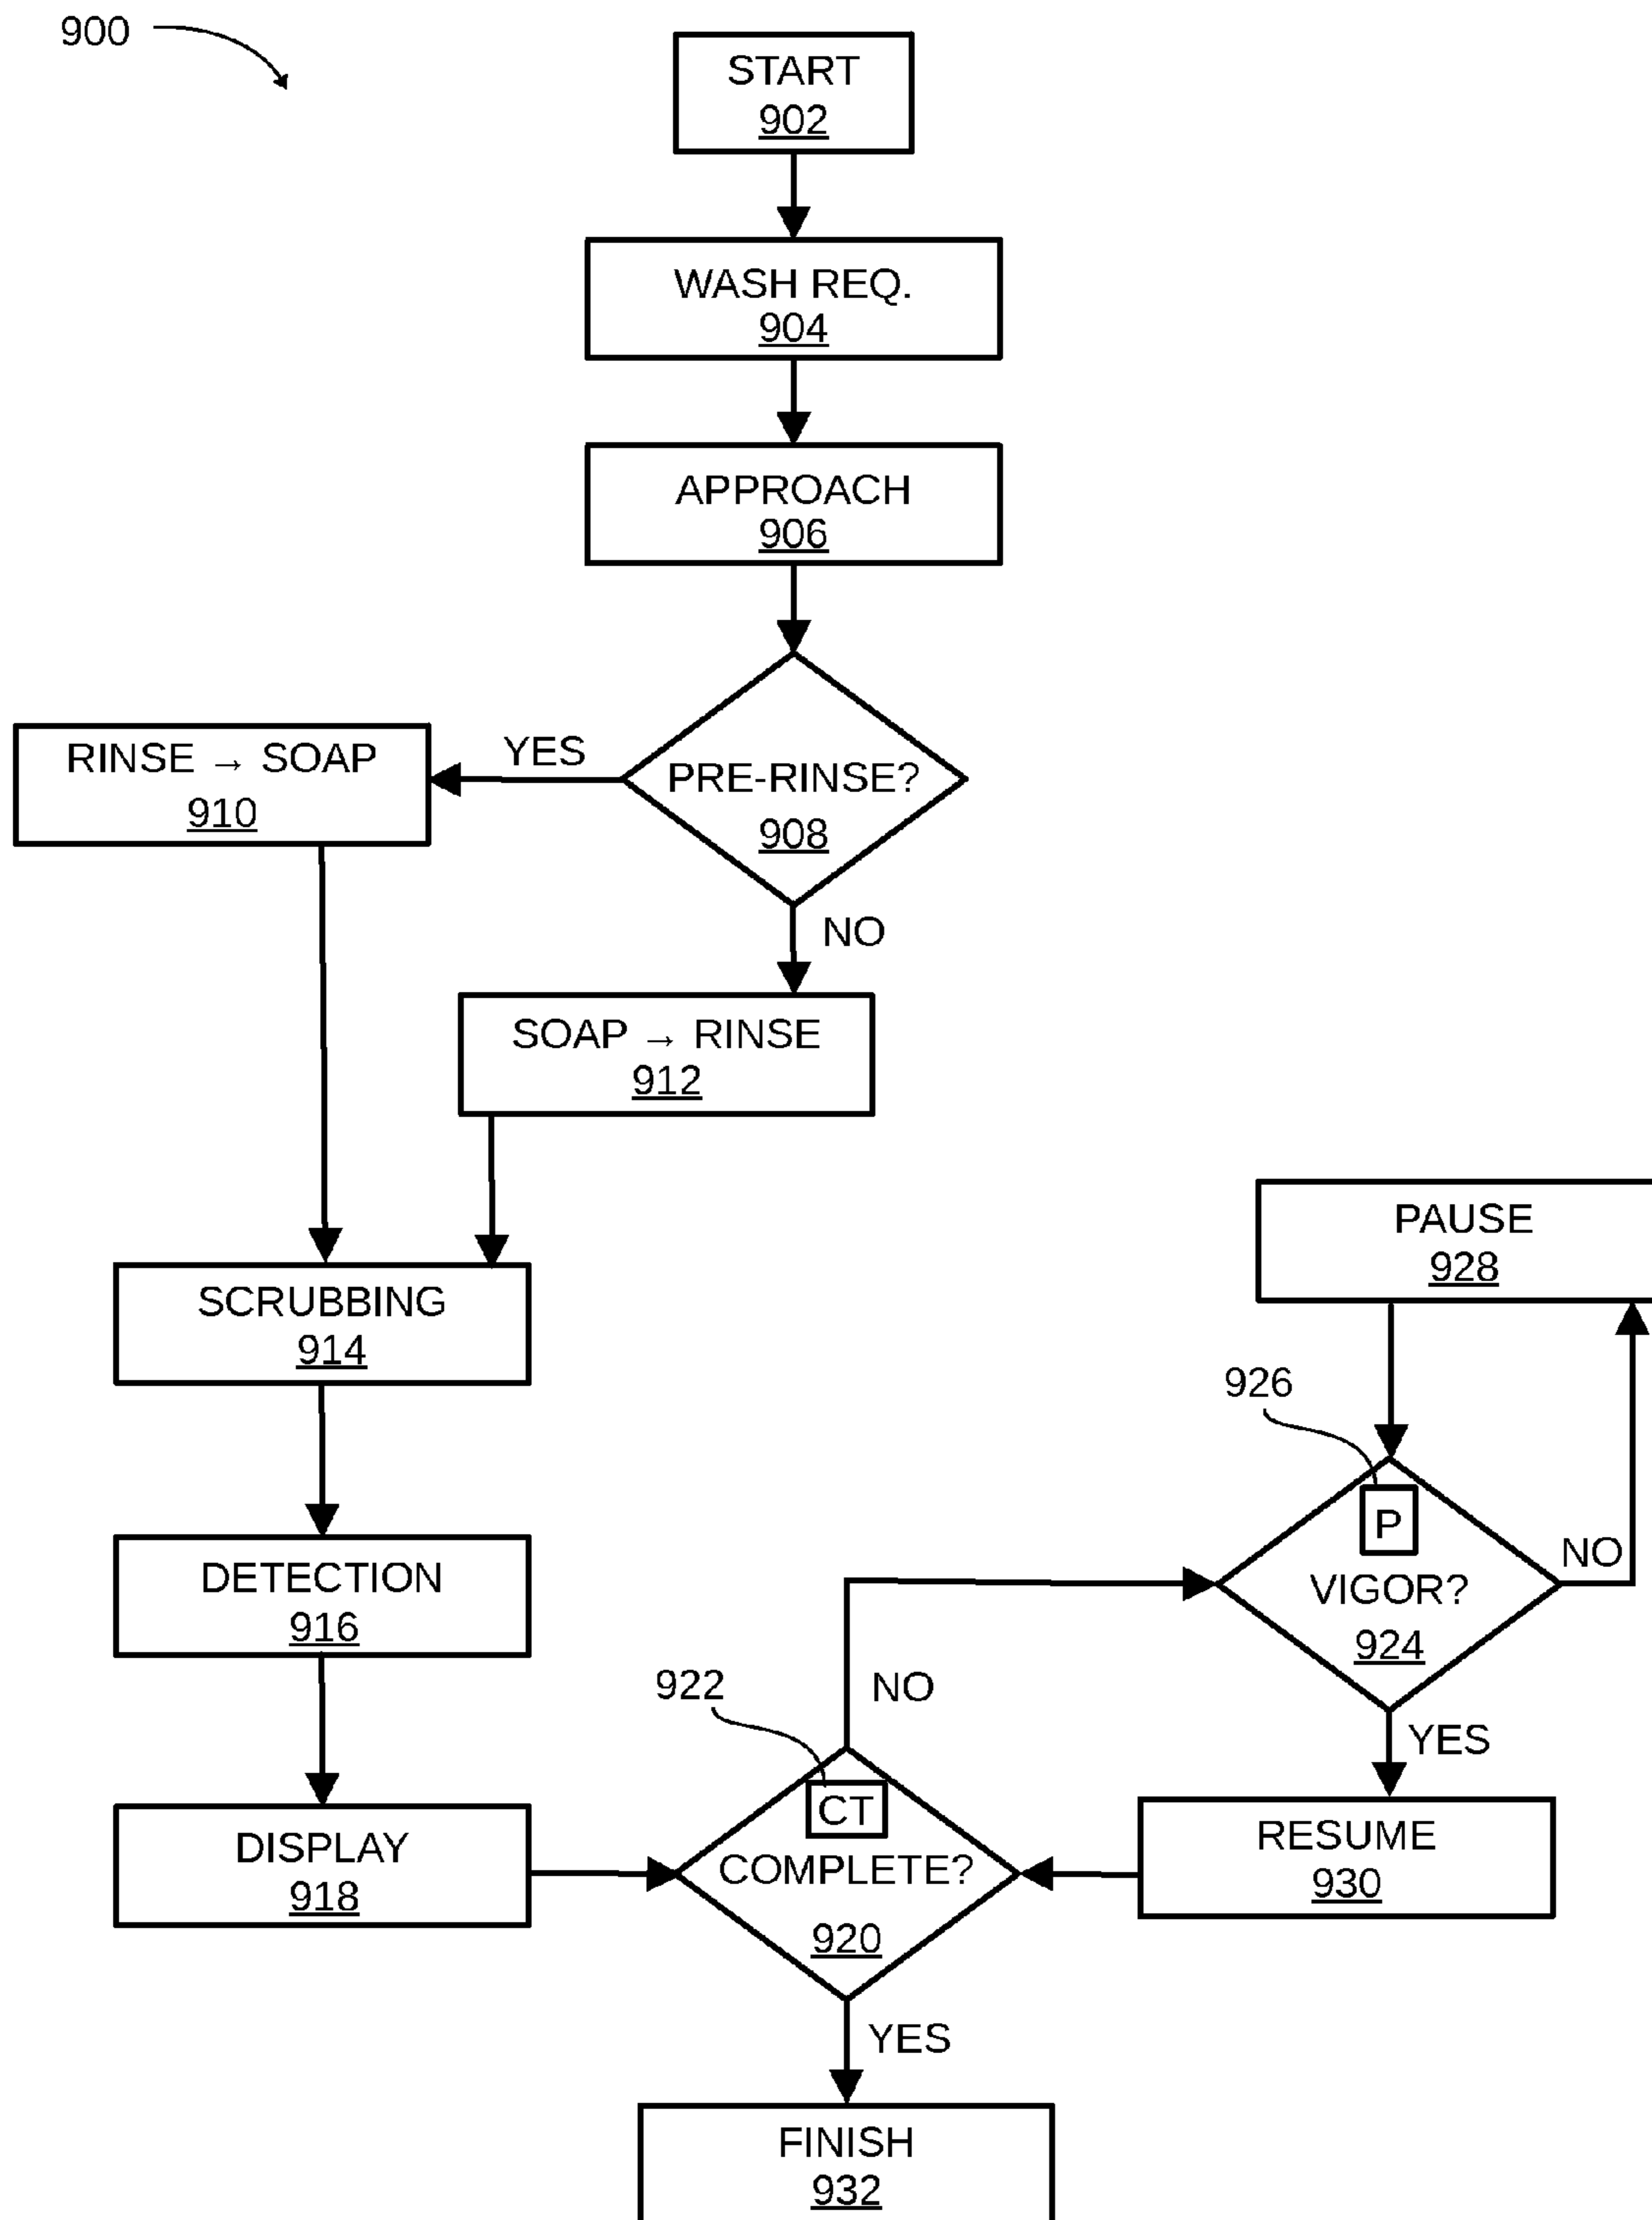 900
START
902
WASH REQ.
904
APPROACH
906
PRE-RINSE?
908
YES
RINSE → SOAP
910
NO
SOAP → RINSE
912
SCRUBBING
914
DETECTION
916
DISPLAY
918
922
CT
COMPLETE?
920
NO
926
P
VIGOR?
924
NO
PAUSE
928
YES
RESUME
930
YES
FINISH
932